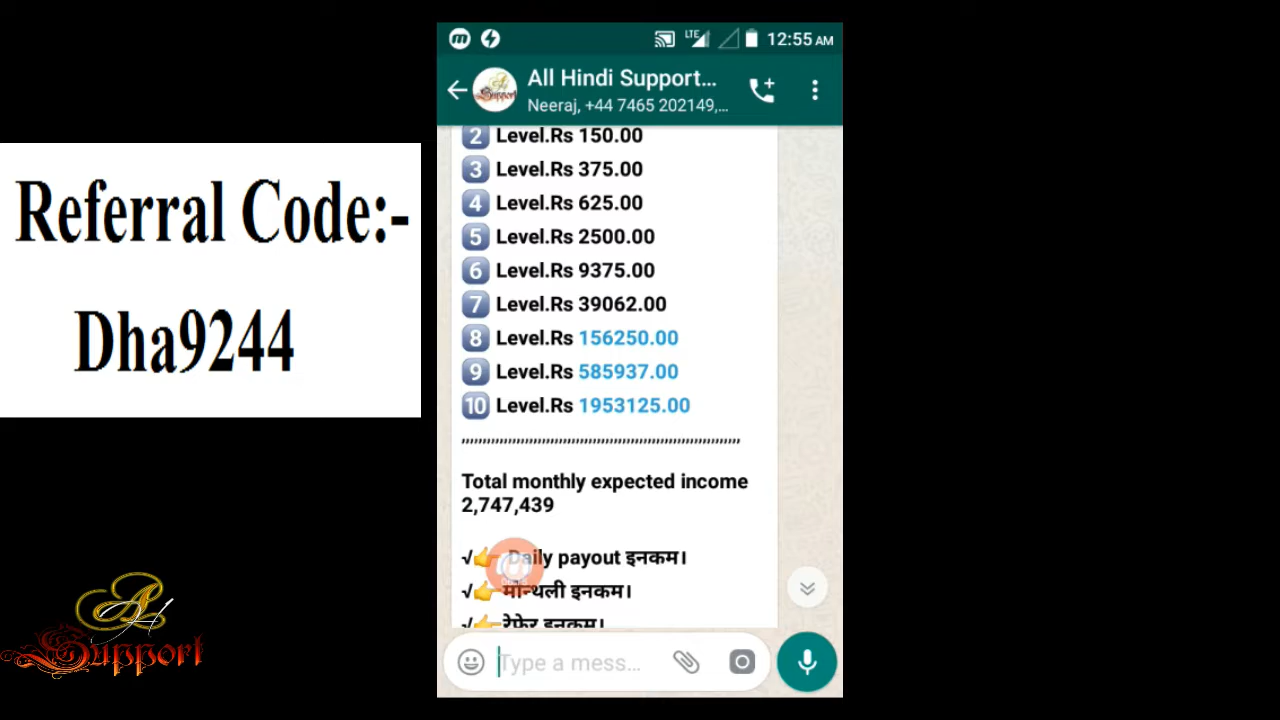 Referral Code:-
Dha9244
A H
Support
12:55 AM
LTE
All Hindi Support...
Neeraj, +44 7465 202149,...
2 Level.Rs 150.00
3 Level.Rs 375.00
4 Level.Rs 625.00
5 Level.Rs 2500.00
6 Level.Rs 9375.00
7 Level.Rs 39062.00
8 Level.Rs 156250.00
9 Level.Rs 585937.00
10 Level.Rs 1953125.00
,,,,,,,,,,,,,,,,,,,,,,,,,,,,,,,,,,,,,,,,,,,,,,,,,,,,,,,,,,,,
Total monthly expected income
2,747,439
√👉 Daily payout इनकम।
√👉मान्थली इनकम।
√👉रेफेर इनकम।
Type a mess...